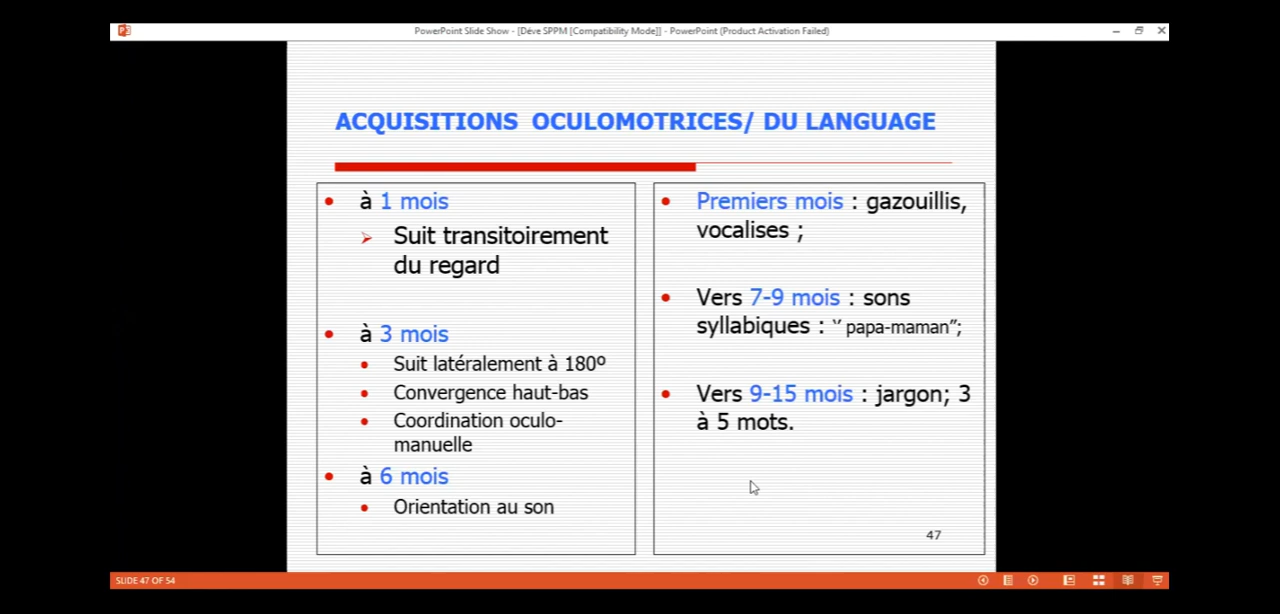 PowerPoint Slide Show - [Deve SPPM [Compatibility Mode]] - PowerPoint (Product Activation Failed)
ACQUISITIONS OCULOMOTRICES/ DU LANGUAGE
à 1 mois
Suit transitoirement
du regard
à 3 mois
Suit latéralement à 180º
Convergence haut-bas
Coordination oculo-
manuelle
à 6 mois
Orientation au son
Premiers mois : gazouillis,
vocalises ;
Vers 7-9 mois : sons
syllabiques : ‶ papa-maman″;
Vers 9-15 mois : jargon; 3
à 5 mots.
47
SLIDE 47 OF 54